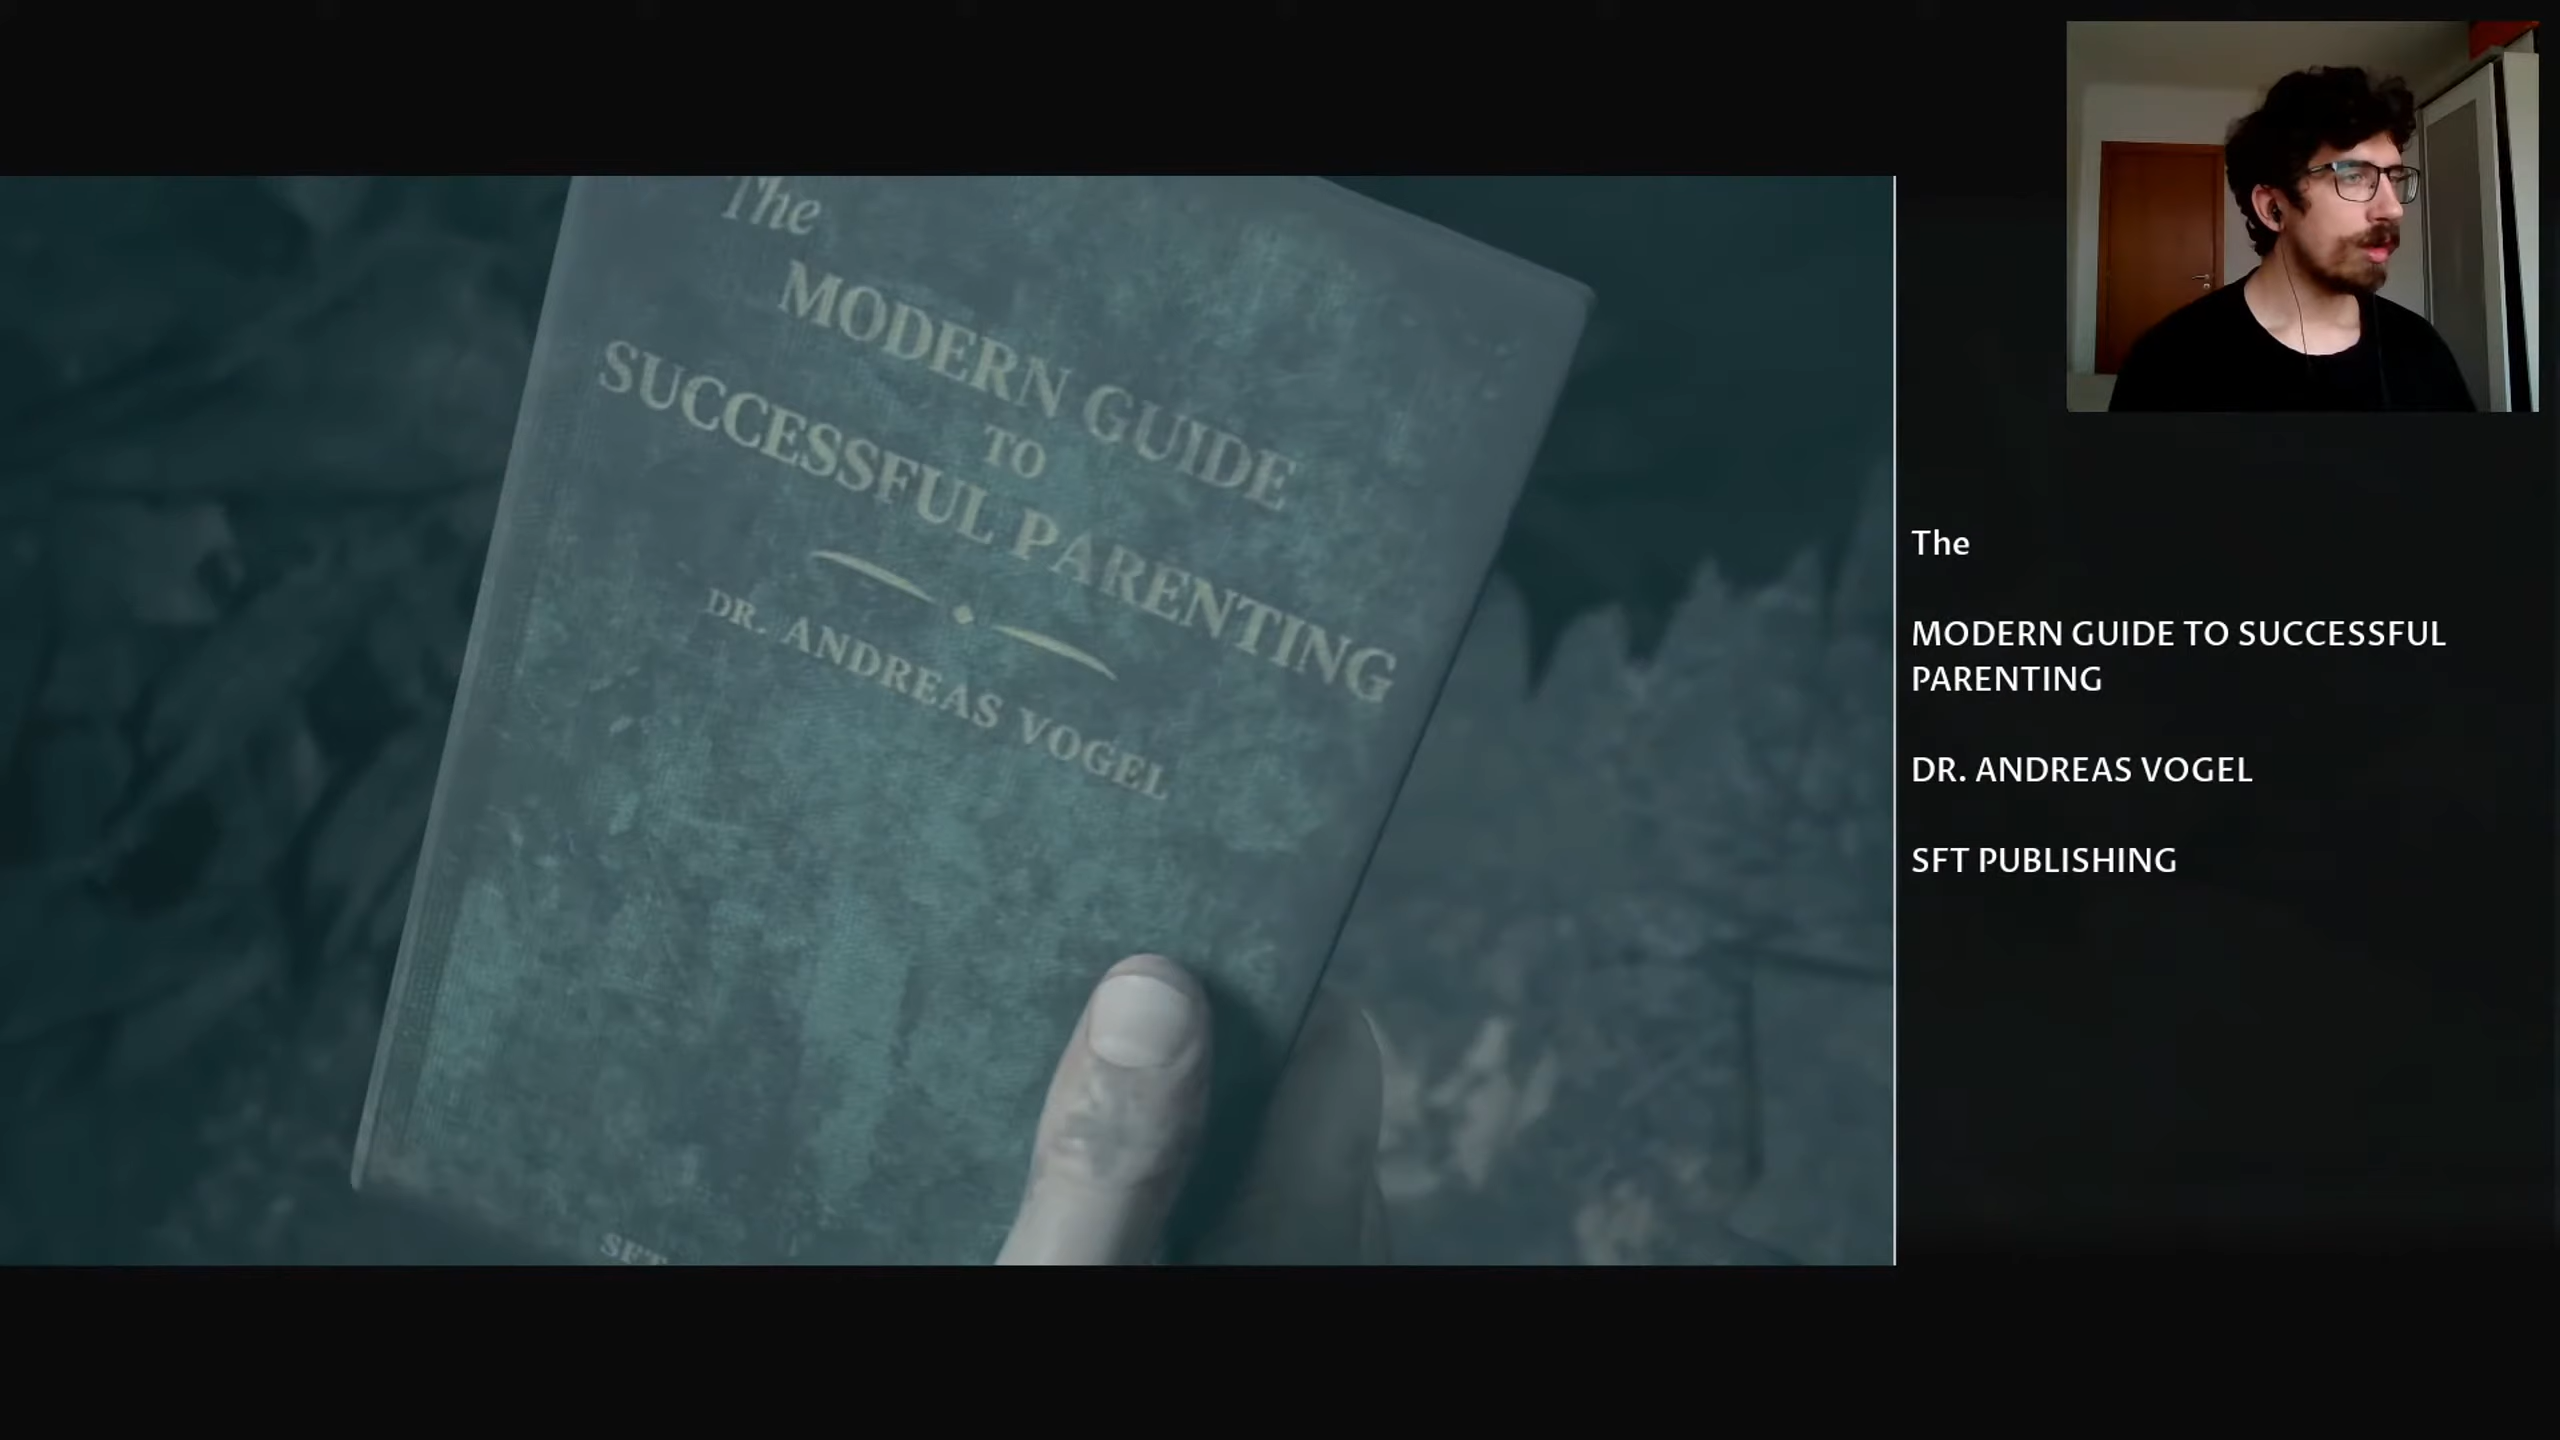 The
MODERN GUIDE
TO
SUCCESSFUL PARENTING
DR. ANDREAS VOGEL
SFT
The
MODERN GUIDE TO SUCCESSFUL
PARENTING
DR. ANDREAS VOGEL
SFT PUBLISHING